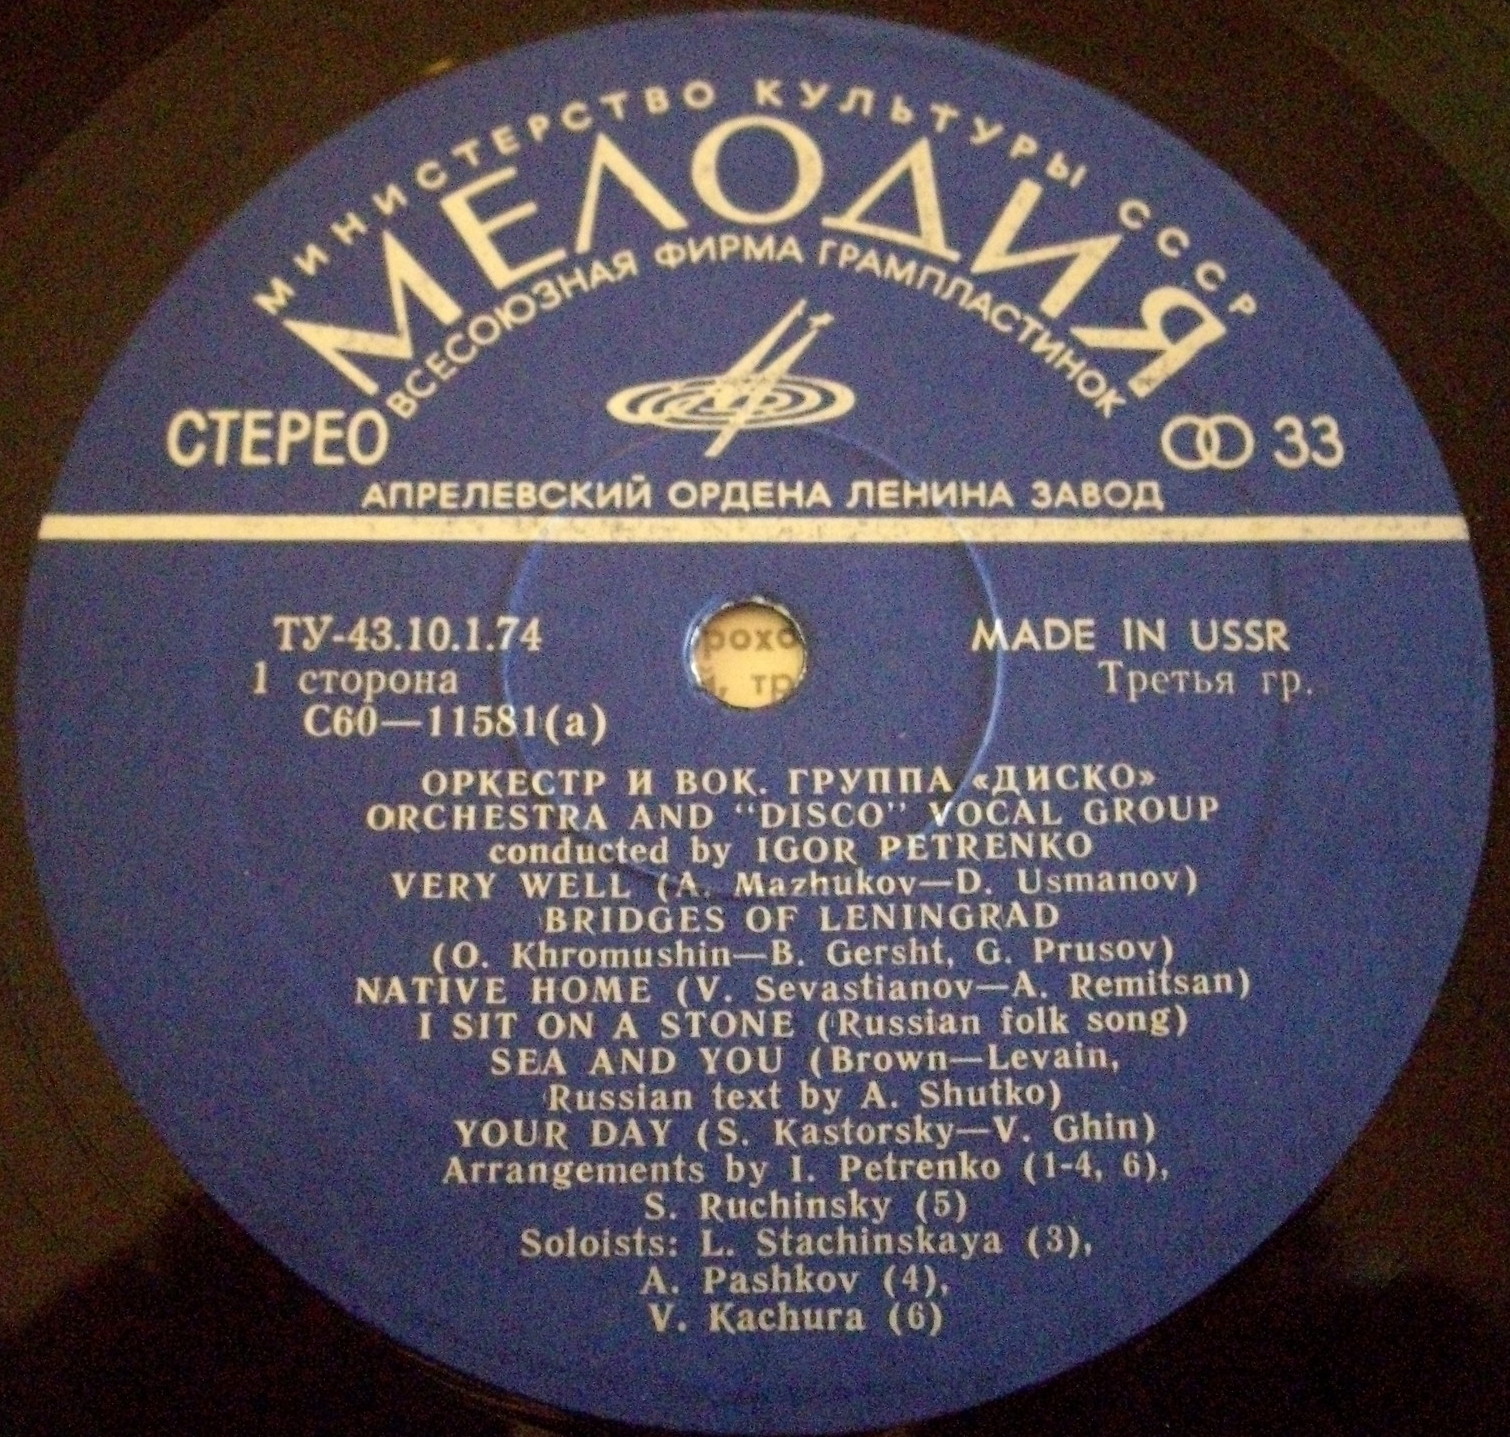 МИНИСТЕРСТВО КУЛЬТУРЫ СССР
МЕЛОДИЯ
ВСЕСОЮЗНАЯ ФИРМА ГРАМПЛАСТИНОК
СТЕРЕО
33
АПРЕЛЕВСКИЙ ОРДЕНА ЛЕНИНА ЗАВОД
ТУ-43.10.1.74
MADE IN USSR
1 сторона
Третья гр.
С60—11581(а)
ОРКЕСТР И ВОК. ГРУППА «ДИСКО»
ORCHESTRA AND “DISCO” VOCAL GROUP
conducted by IGOR PETRENKO
VERY WELL (A. Mazhukov—D. Usmanov)
BRIDGES OF LENINGRAD
(O. Khromushin—B. Gersht, G. Prusov)
NATIVE HOME (V. Sevastianov—A. Remitsan)
I SIT ON A STONE (Russian folk song)
SEA AND YOU (Brown—Levain,
Russian text by A. Shutko)
YOUR DAY (S. Kastorsky—V. Ghin)
Arrangements by I. Petrenko (1-4, 6),
S. Ruchinsky (5)
Soloists: L. Stachinskaya (3),
A. Pashkov (4),
V. Kachura (6)